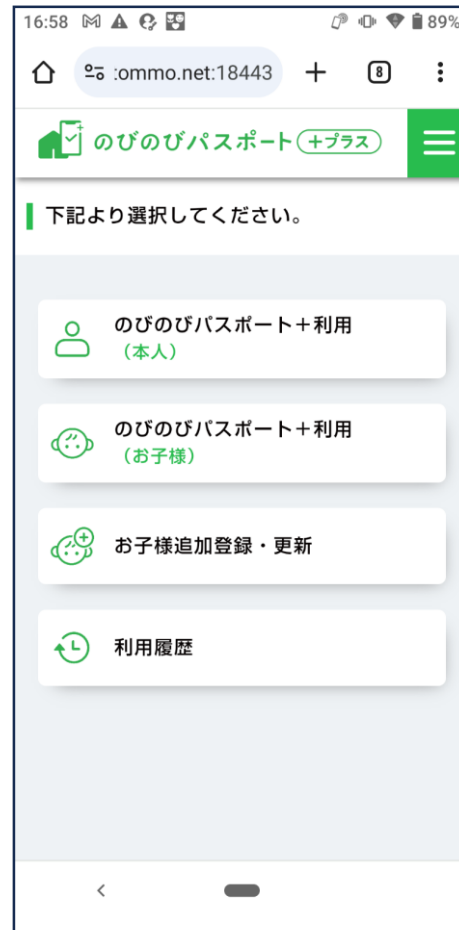 16:58 89%
:ommo.net:18443 8
のびのびパスポート +プラス
下記より選択してください。
のびのびパスポート+利用
(本人)
のびのびパスポート+利用
(お子様)
お子様追加登録・更新
利用履歴